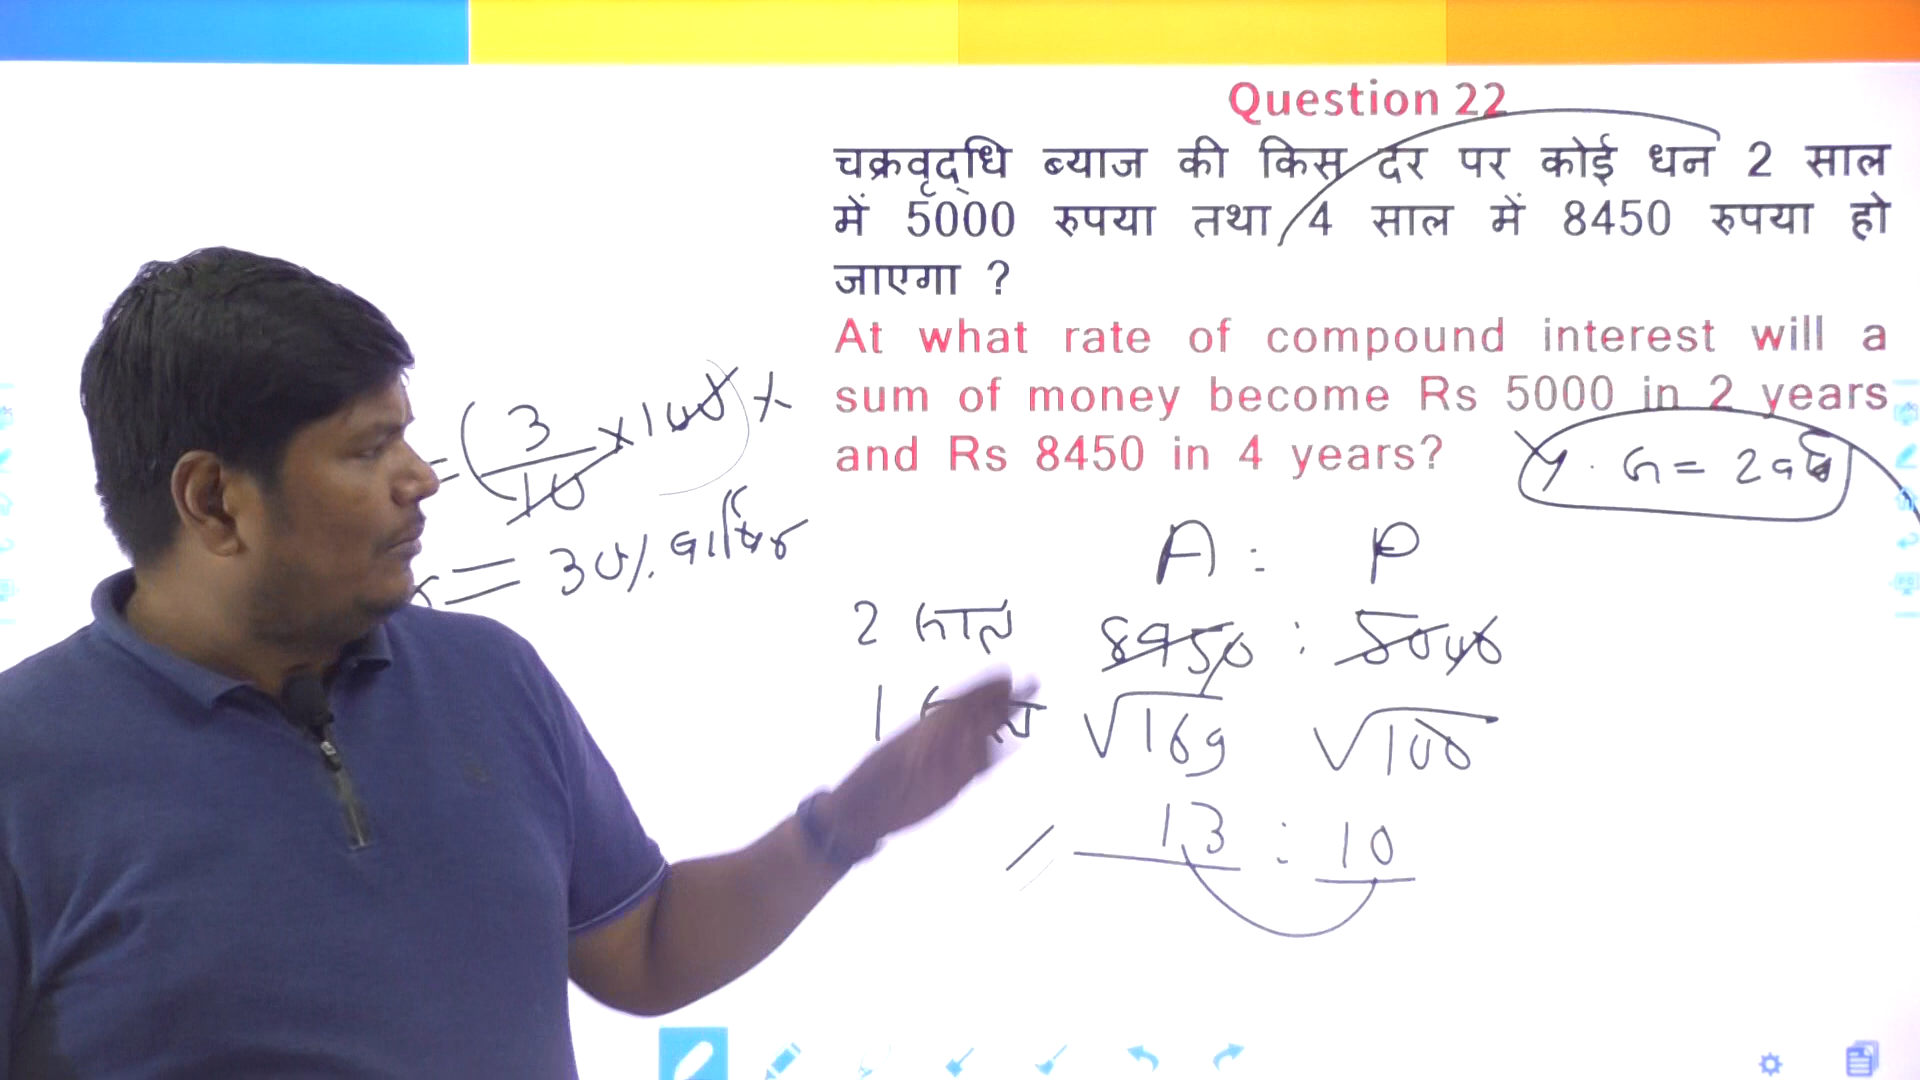 Question 22
चक्रवृद्धि ब्याज की किस दर पर कोई धन 2 साल
में 5000 रुपया तथा 4 साल में 8450 रुपया हो
जाएगा ?
At what rate of compound interest will a
sum of money become Rs 5000 in 2 years
and Rs 8450 in 4 years?
= (3/10 × 100) ×
r = 30% वार्षिक
= 2 वर्ष
A : P
2 साल 8450 : 5000
1 साल √169 √100
13 : 10